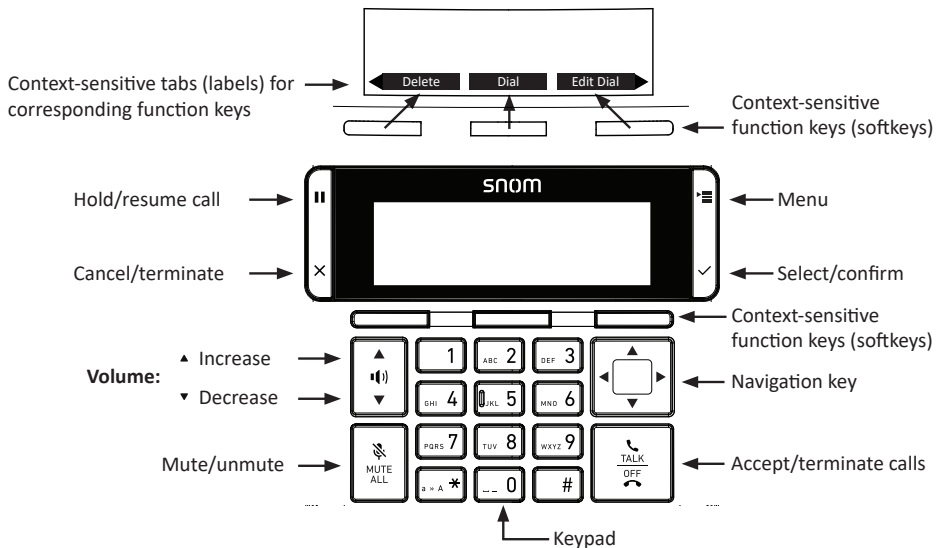 Delete Dial Edit Dial
Context-sensitive tabs (labels) for
corresponding function keys
Context-sensitive
function keys (softkeys)
snom
Hold/resume call
Menu
Cancel/terminate
Select/confirm
Context-sensitive
function keys (softkeys)
Volume:
Increase
Decrease
1 ABC 2 DEF 3
Navigation key
GHI 4 JKL 5 MNO 6
Mute/unmute
MUTE
ALL
PQRS 7 TUV 8 WXYZ 9
TALK
OFF
Accept/terminate calls
a » A * 0 #
Keypad